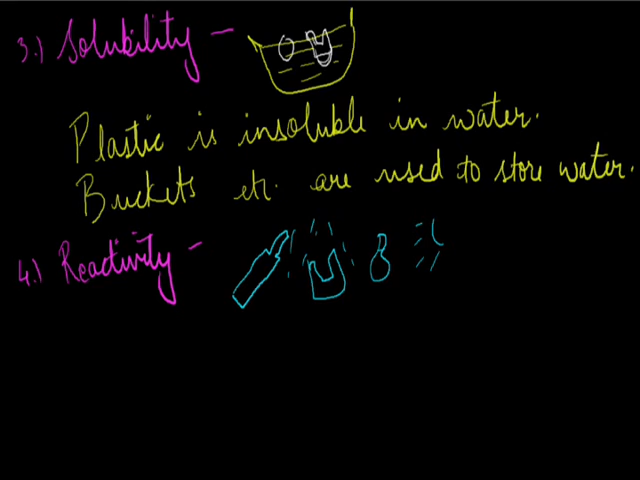 3.) Solubility -
Plastic is insoluble in water.
Buckets etc. are used to store water.
4.) Reactivity -